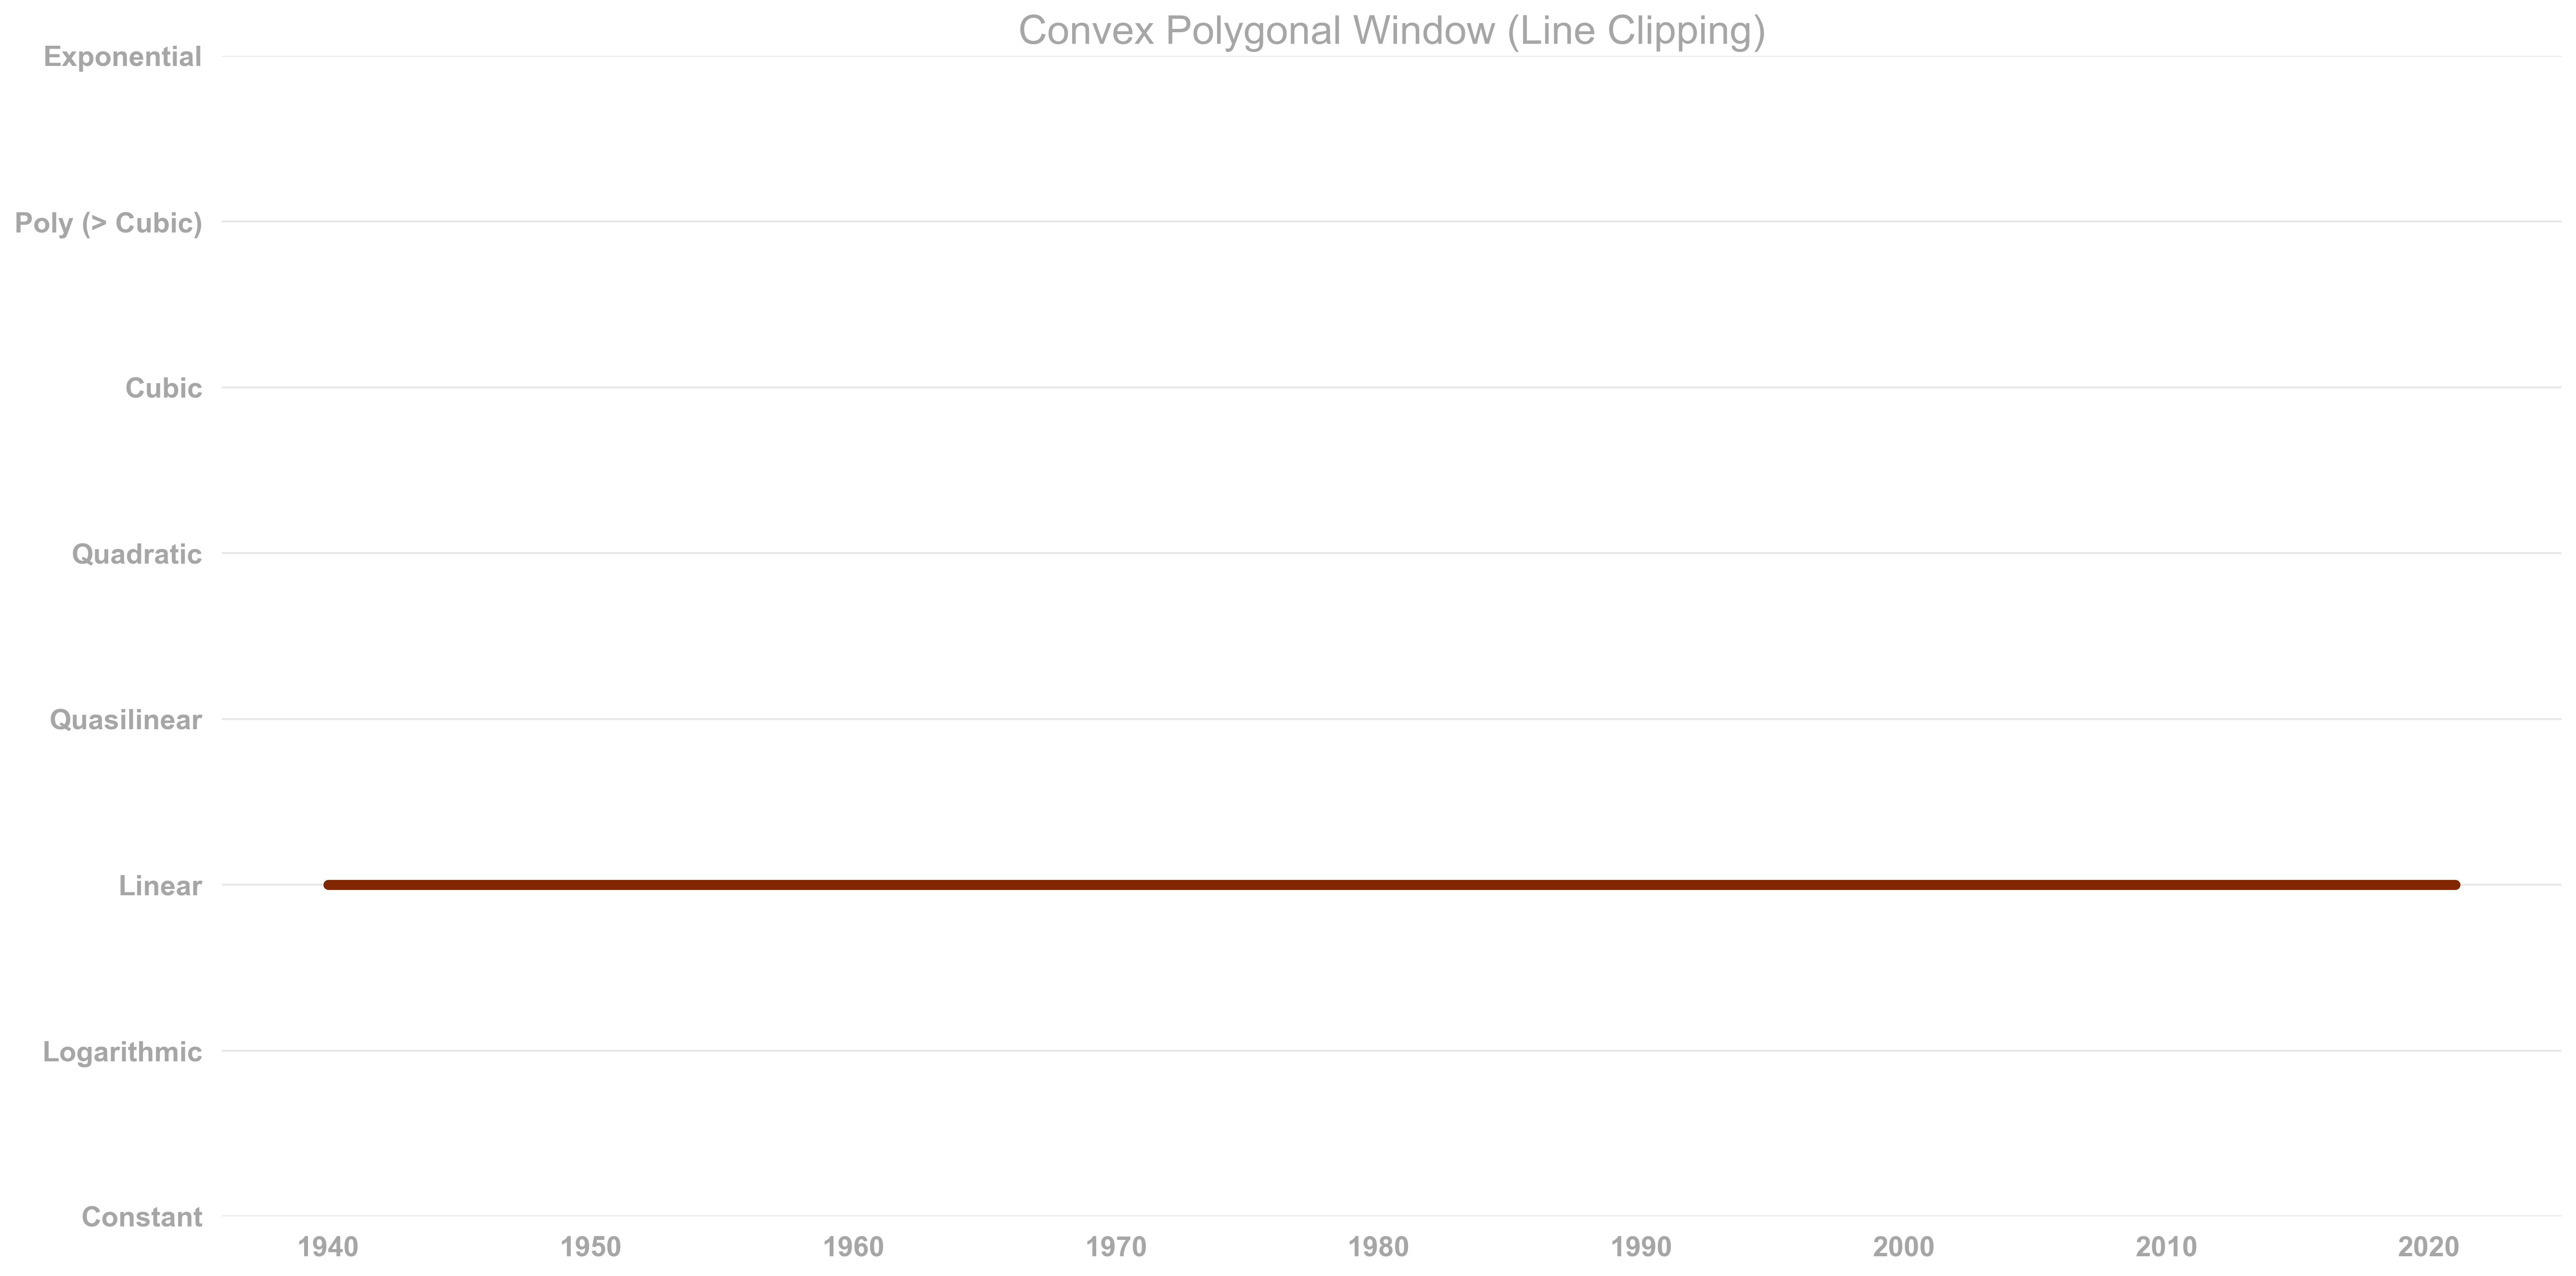 Convex Polygonal Window (Line Clipping)
Exponential
Poly (> Cubic)
Cubic
Quadratic
Quasilinear
Linear
Logarithmic
Constant
1940 1950 1960 1970 1980 1990 2000 2010 2020